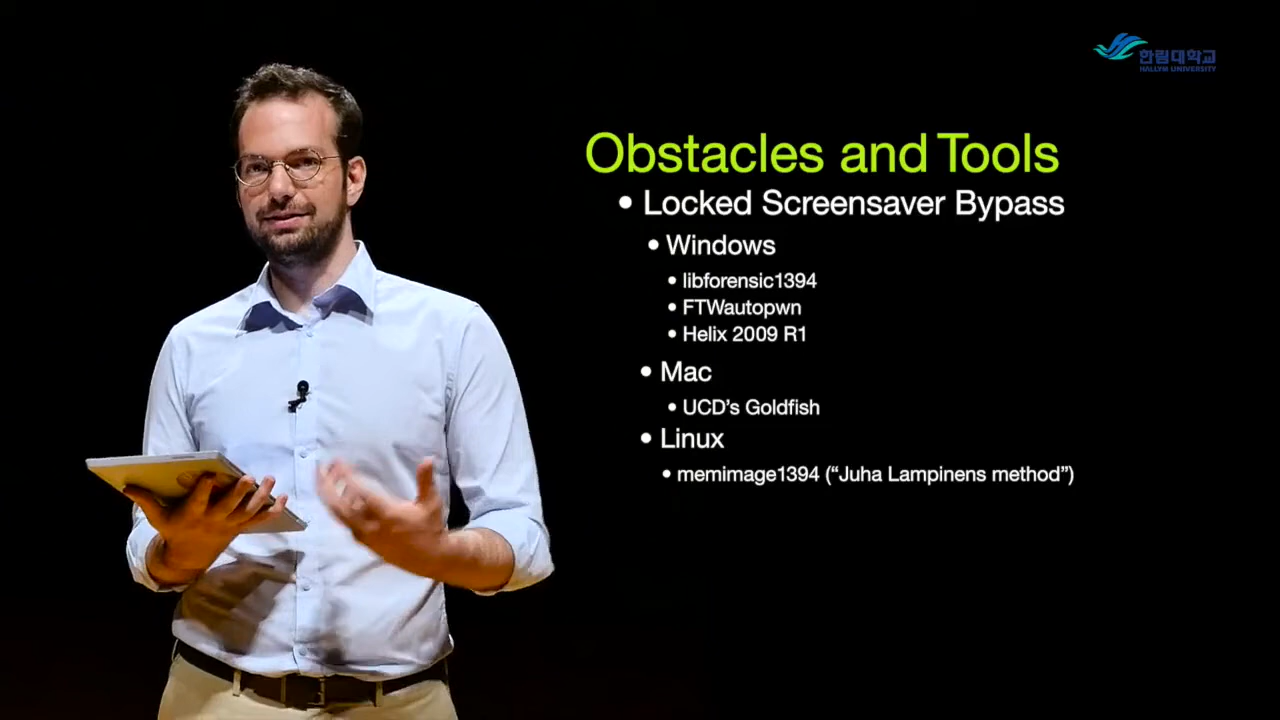 한림대학교
HALLYM UNIVERSITY
Obstacles and Tools
• Locked Screensaver Bypass
• Windows
• libforensic1394
• FTWautopwn
• Helix 2009 R1
• Mac
• UCD’s Goldfish
• Linux
• memimage1394 (“Juha Lampinens method”)